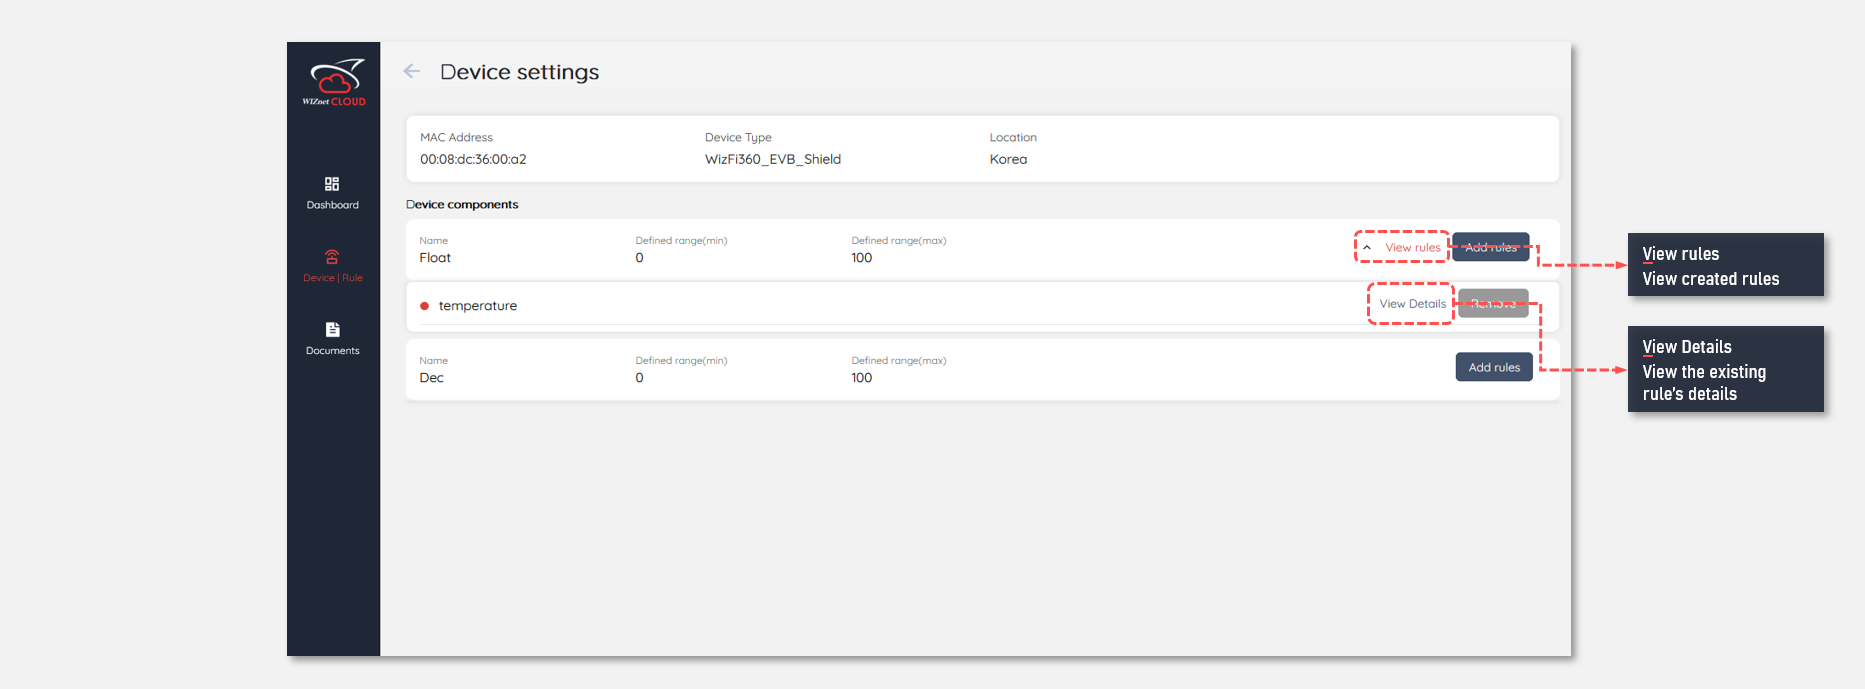 WIZnet CLOUD
Dashboard
Device | Rule
Documents
Device settings
MAC Address Device Type Location
00:08:dc:36:00:a2 WizFi360_EVB_Shield Korea
Device components
Name Defined range(min) Defined range(max)
Float 0 100
View rules Add rules
temperature View Details Remove
Name Defined range(min) Defined range(max)
Dec 0 100
Add rules
View rules
View created rules
View Details
View the existing
rule's details